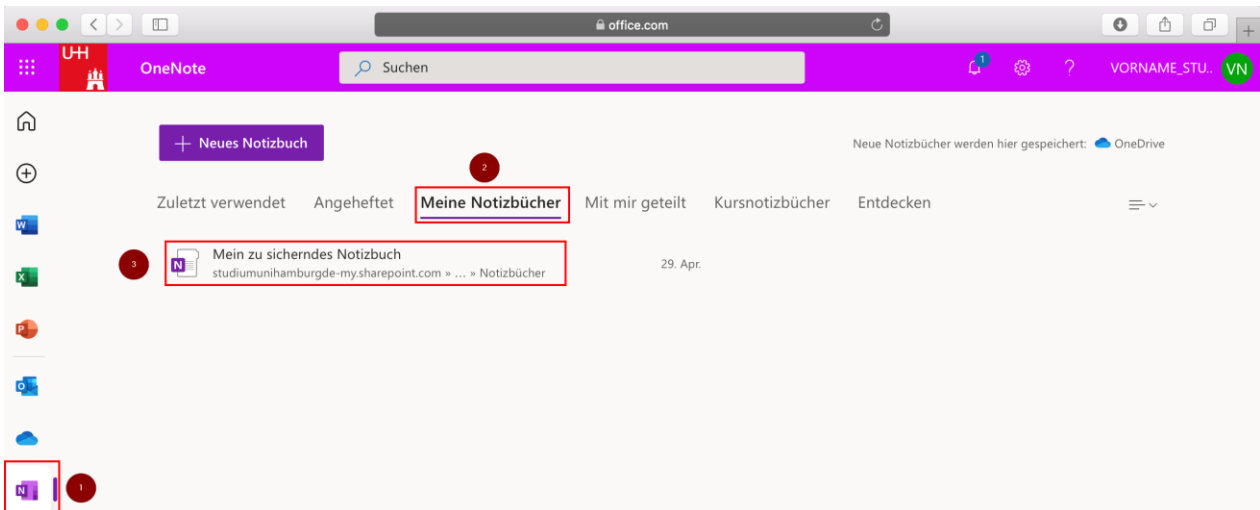 office.com
UHH
OneNote
Suchen
1
?
VORNAME_STU..
VN
+ Neues Notizbuch
Neue Notizbücher werden hier gespeichert: OneDrive
2
Zuletzt verwendet Angeheftet Meine Notizbücher Mit mir geteilt Kursnotizbücher Entdecken
3
Mein zu sicherndes Notizbuch
studiumunihamburgde-my.sharepoint.com » ... » Notizbücher
29. Apr.
W
X
P
O
N
N
1